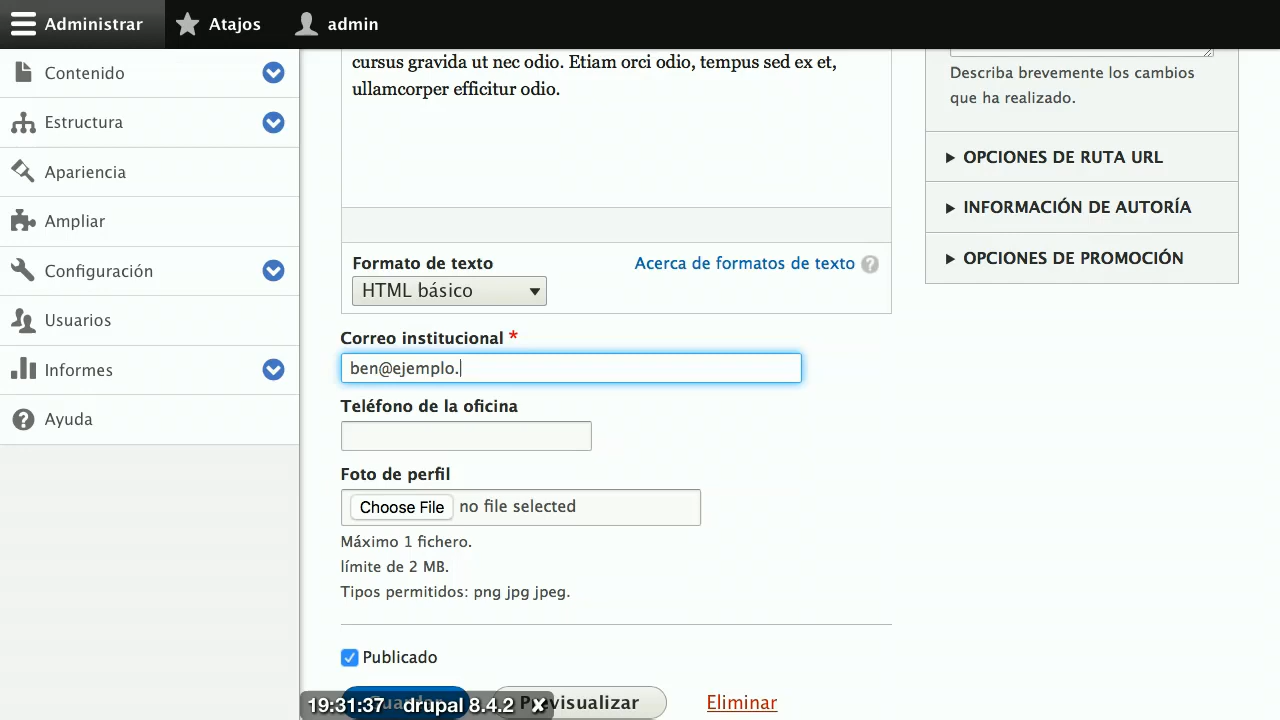 Administrar
Atajos
admin
Contenido
Estructura
Apariencia
Ampliar
Configuración
Usuarios
Informes
Ayuda
cursus gravida ut nec odio. Etiam orci odio, tempus sed ex et,
ullamcorper efficitur odio.
Formato de texto
Acerca de formatos de texto ?
HTML básico
Correo institucional *
ben@ejemplo.
Teléfono de la oficina
Foto de perfil
Choose File no file selected
Máximo 1 fichero.
límite de 2 MB.
Tipos permitidos: png jpg jpeg.
Publicado
Guardar
Previsualizar
Eliminar
19:31:37 drupal 8.4.2 x
Describa brevemente los cambios
que ha realizado.
OPCIONES DE RUTA URL
INFORMACIÓN DE AUTORÍA
OPCIONES DE PROMOCIÓN